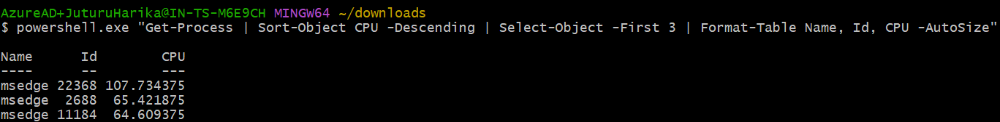 AzureAD+JuturuHarika@IN-TS-M6E9CH MINGW64 ~/downloads
$ powershell.exe "Get-Process | Sort-Object CPU -Descending | Select-Object -First 3 | Format-Table Name, Id, CPU -AutoSize"
Name      Id        CPU
----      --        ---
msedge 22368 107.734375
msedge  2688  65.421875
msedge 11184  64.609375